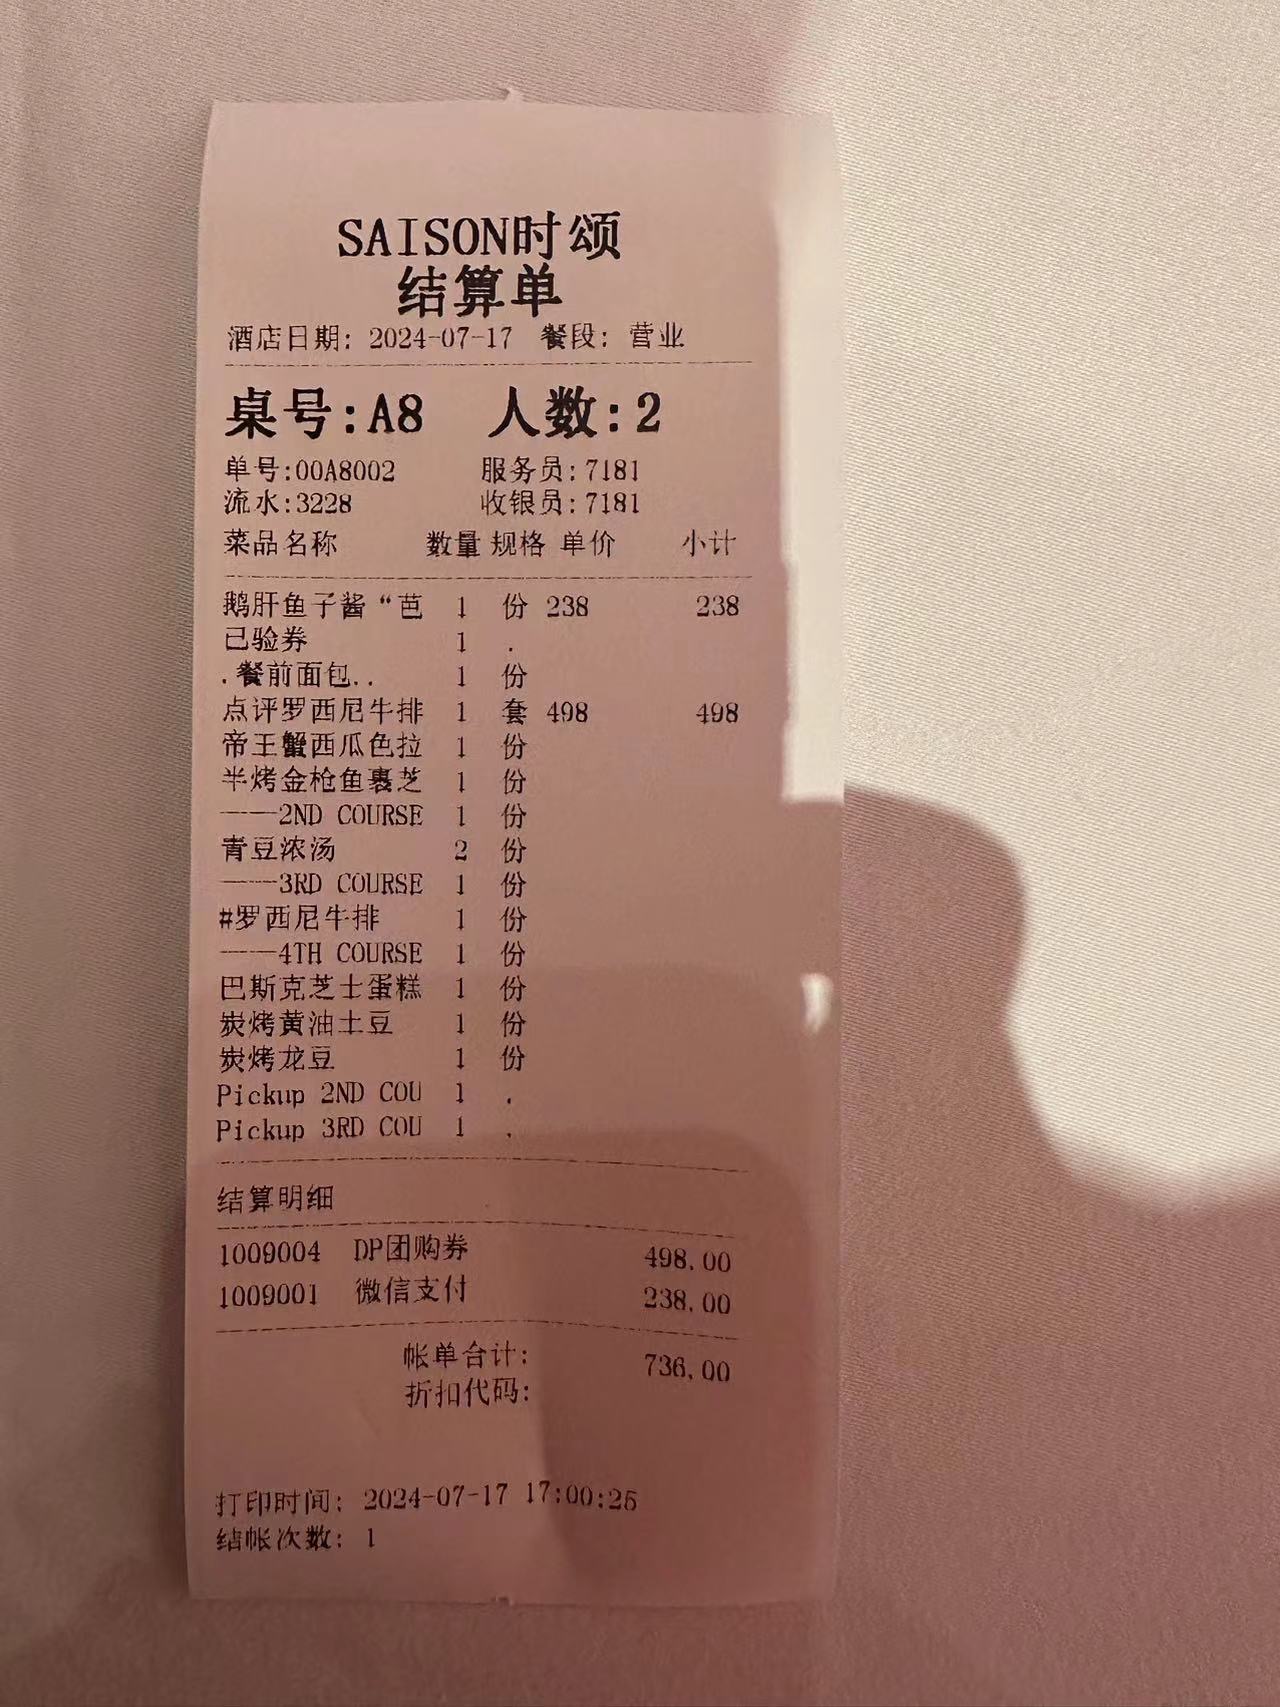 SAISON时颂
结算单
酒店日期: 2024-07-17 餐段: 营业
桌号:A8 人数:2
单号:00A8002 服务员:7181
流水:3228 收银员:7181
菜品名称 数量 规格 单价 小计
鹅肝鱼子酱“芭 1 份 238 238
已验券 1 .
.餐前面包.. 1 份
点评罗西尼牛排 1 套 498 498
帝王蟹西瓜色拉 1 份
半烤金枪鱼裹芝 1 份
——2ND COURSE 1 份
青豆浓汤 2 份
——3RD COURSE 1 份
#罗西尼牛排 1 份
——4TH COURSE 1 份
巴斯克芝士蛋糕 1 份
炭烤黄油土豆 1 份
炭烤龙豆 1 份
Pickup 2ND COU 1 .
Pickup 3RD COU 1 .
结算明细
1009004 DP团购券 498.00
1009001 微信支付 238.00
帐单合计: 736.00
折扣代码:
打印时间: 2024-07-17 17:00:25
结帐次数: 1